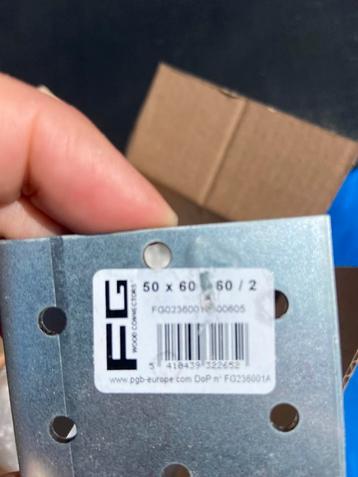 FG
WOOD CONNECTORS
50 x 60 60 / 2
5 410439 322652
www.pgb-europe.com DoP n° FG236001A